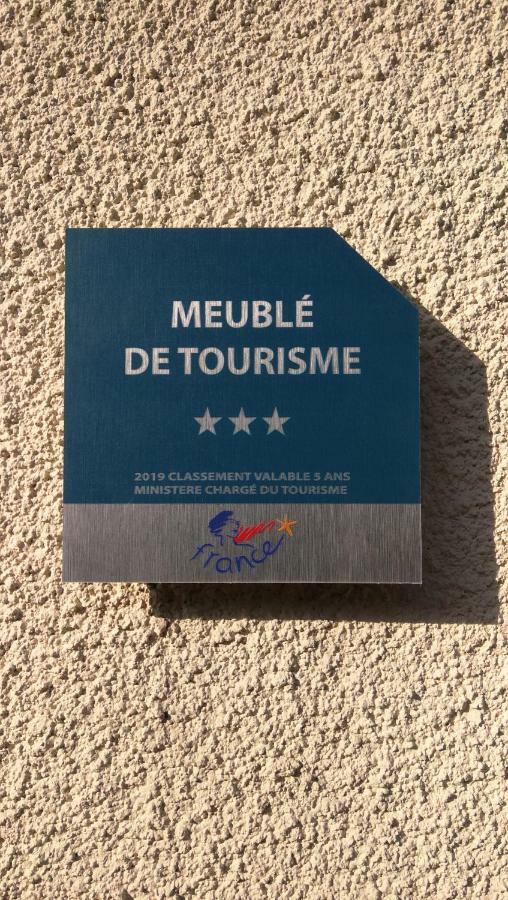 MEUBLÉ
DE TOURISME
2019 CLASSEMENT VALABLE 5 ANS
MINISTERE CHARGÉ DU TOURISME
france